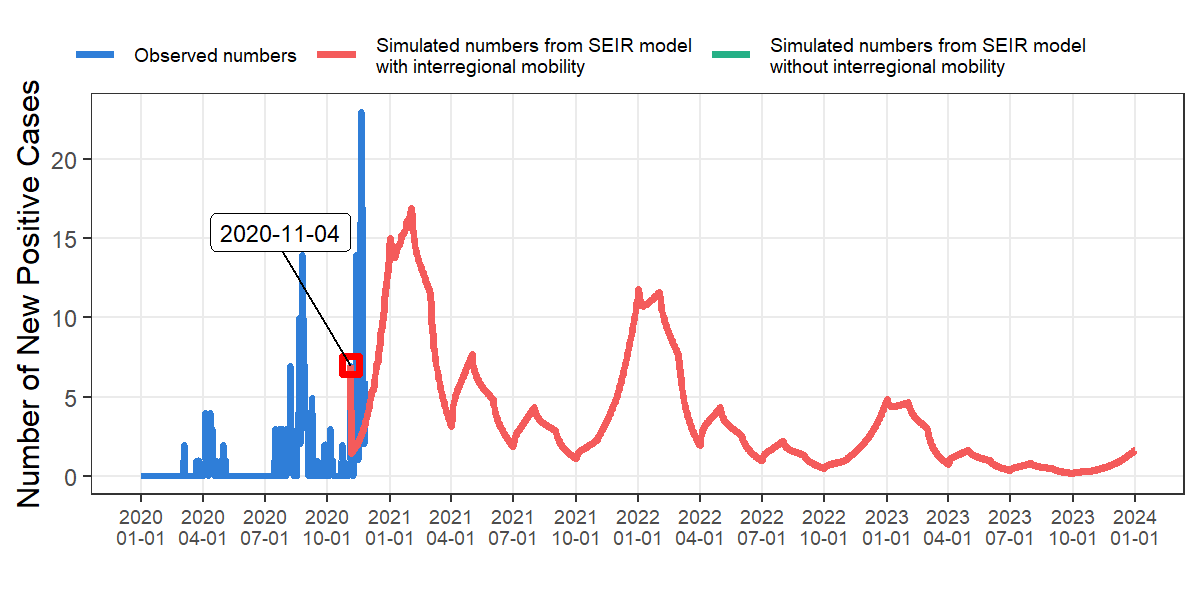 Observed numbers
Simulated numbers from SEIR model
with interregional mobility
Simulated numbers from SEIR model
without interregional mobility
Number of New Positive Cases
20
15
10
5
0
2020-11-04
2020 2020 2020 2020 2021 2021 2021 2021 2022 2022 2022 2022 2023 2023 2023 2023 2024
01-01 04-01 07-01 10-01 01-01 04-01 07-01 10-01 01-01 04-01 07-01 10-01 01-01 04-01 07-01 10-01 01-01